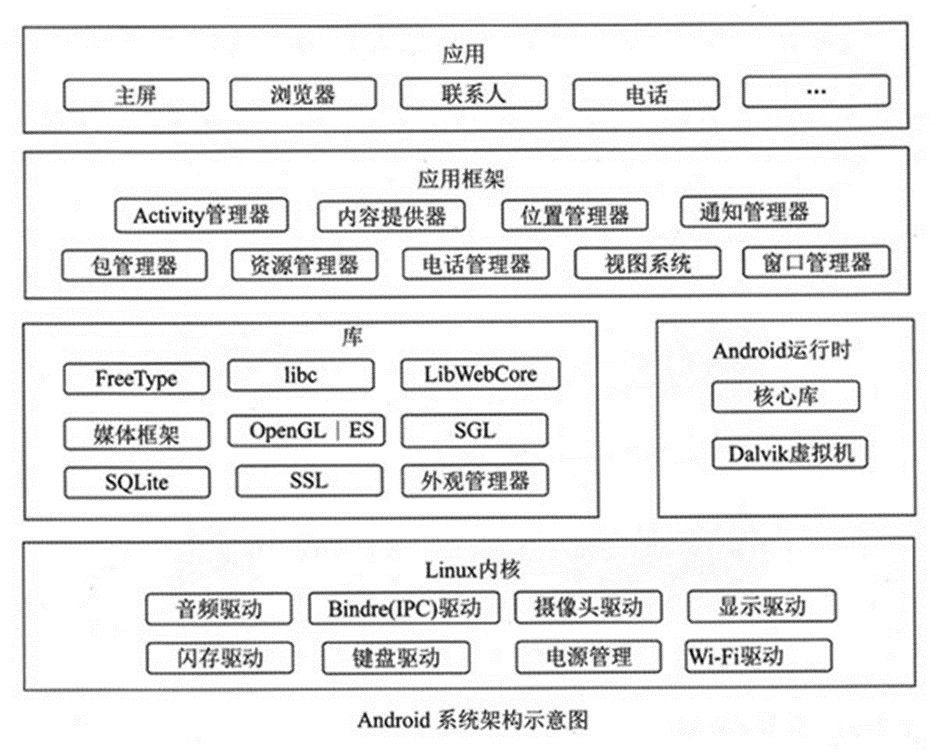 应用
主屏 浏览器 联系人 电话 ···
应用框架
Activity管理器 内容提供器 位置管理器 通知管理器
包管理器 资源管理器 电话管理器 视图系统 窗口管理器
库
FreeType libc LibWebCore
媒体框架 OpenGL | ES SGL
SQLite SSL 外观管理器
Android运行时
核心库
Dalvik虚拟机
Linux内核
音频驱动 Bindre(IPC)驱动 摄像头驱动 显示驱动
闪存驱动 键盘驱动 电源管理 Wi-Fi驱动
Android 系统架构示意图